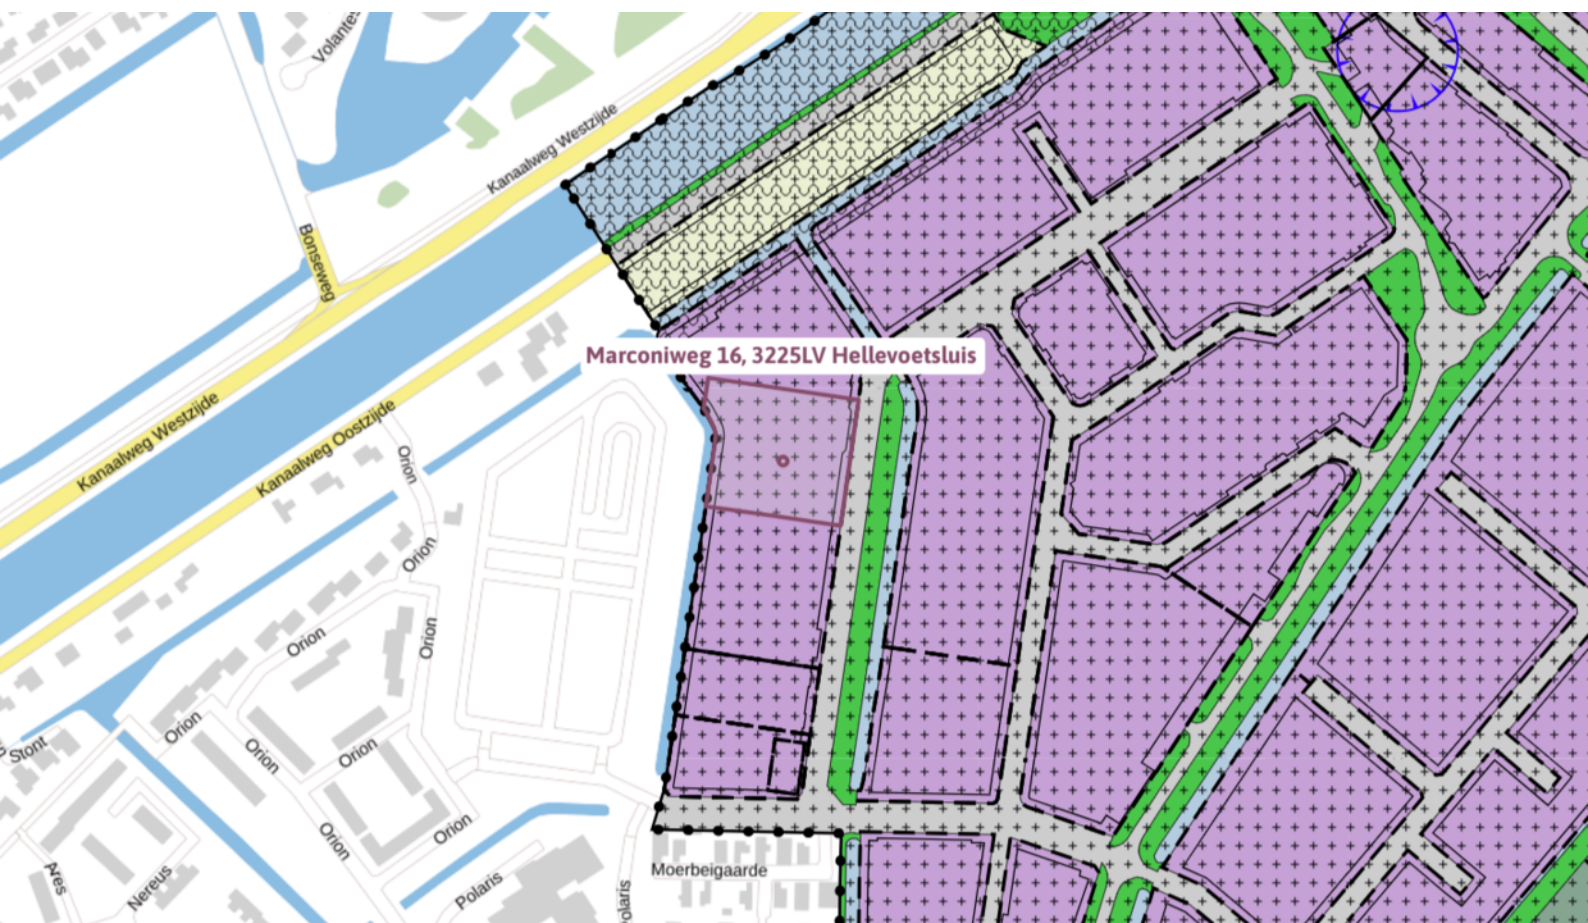 Volantes
Kanaalweg Westzijde
Bonseweg
Marconiweg 16, 3225LV Hellevoetsluis
Kanaalweg Westzijde
Kanaalweg Oostzijde
Orion
Orion
Orion
Orion
Orion
Stont
Orion
Orion
Orion
Orion
Moerbeigaarde
Ares
Nereus
Polaris
olaris